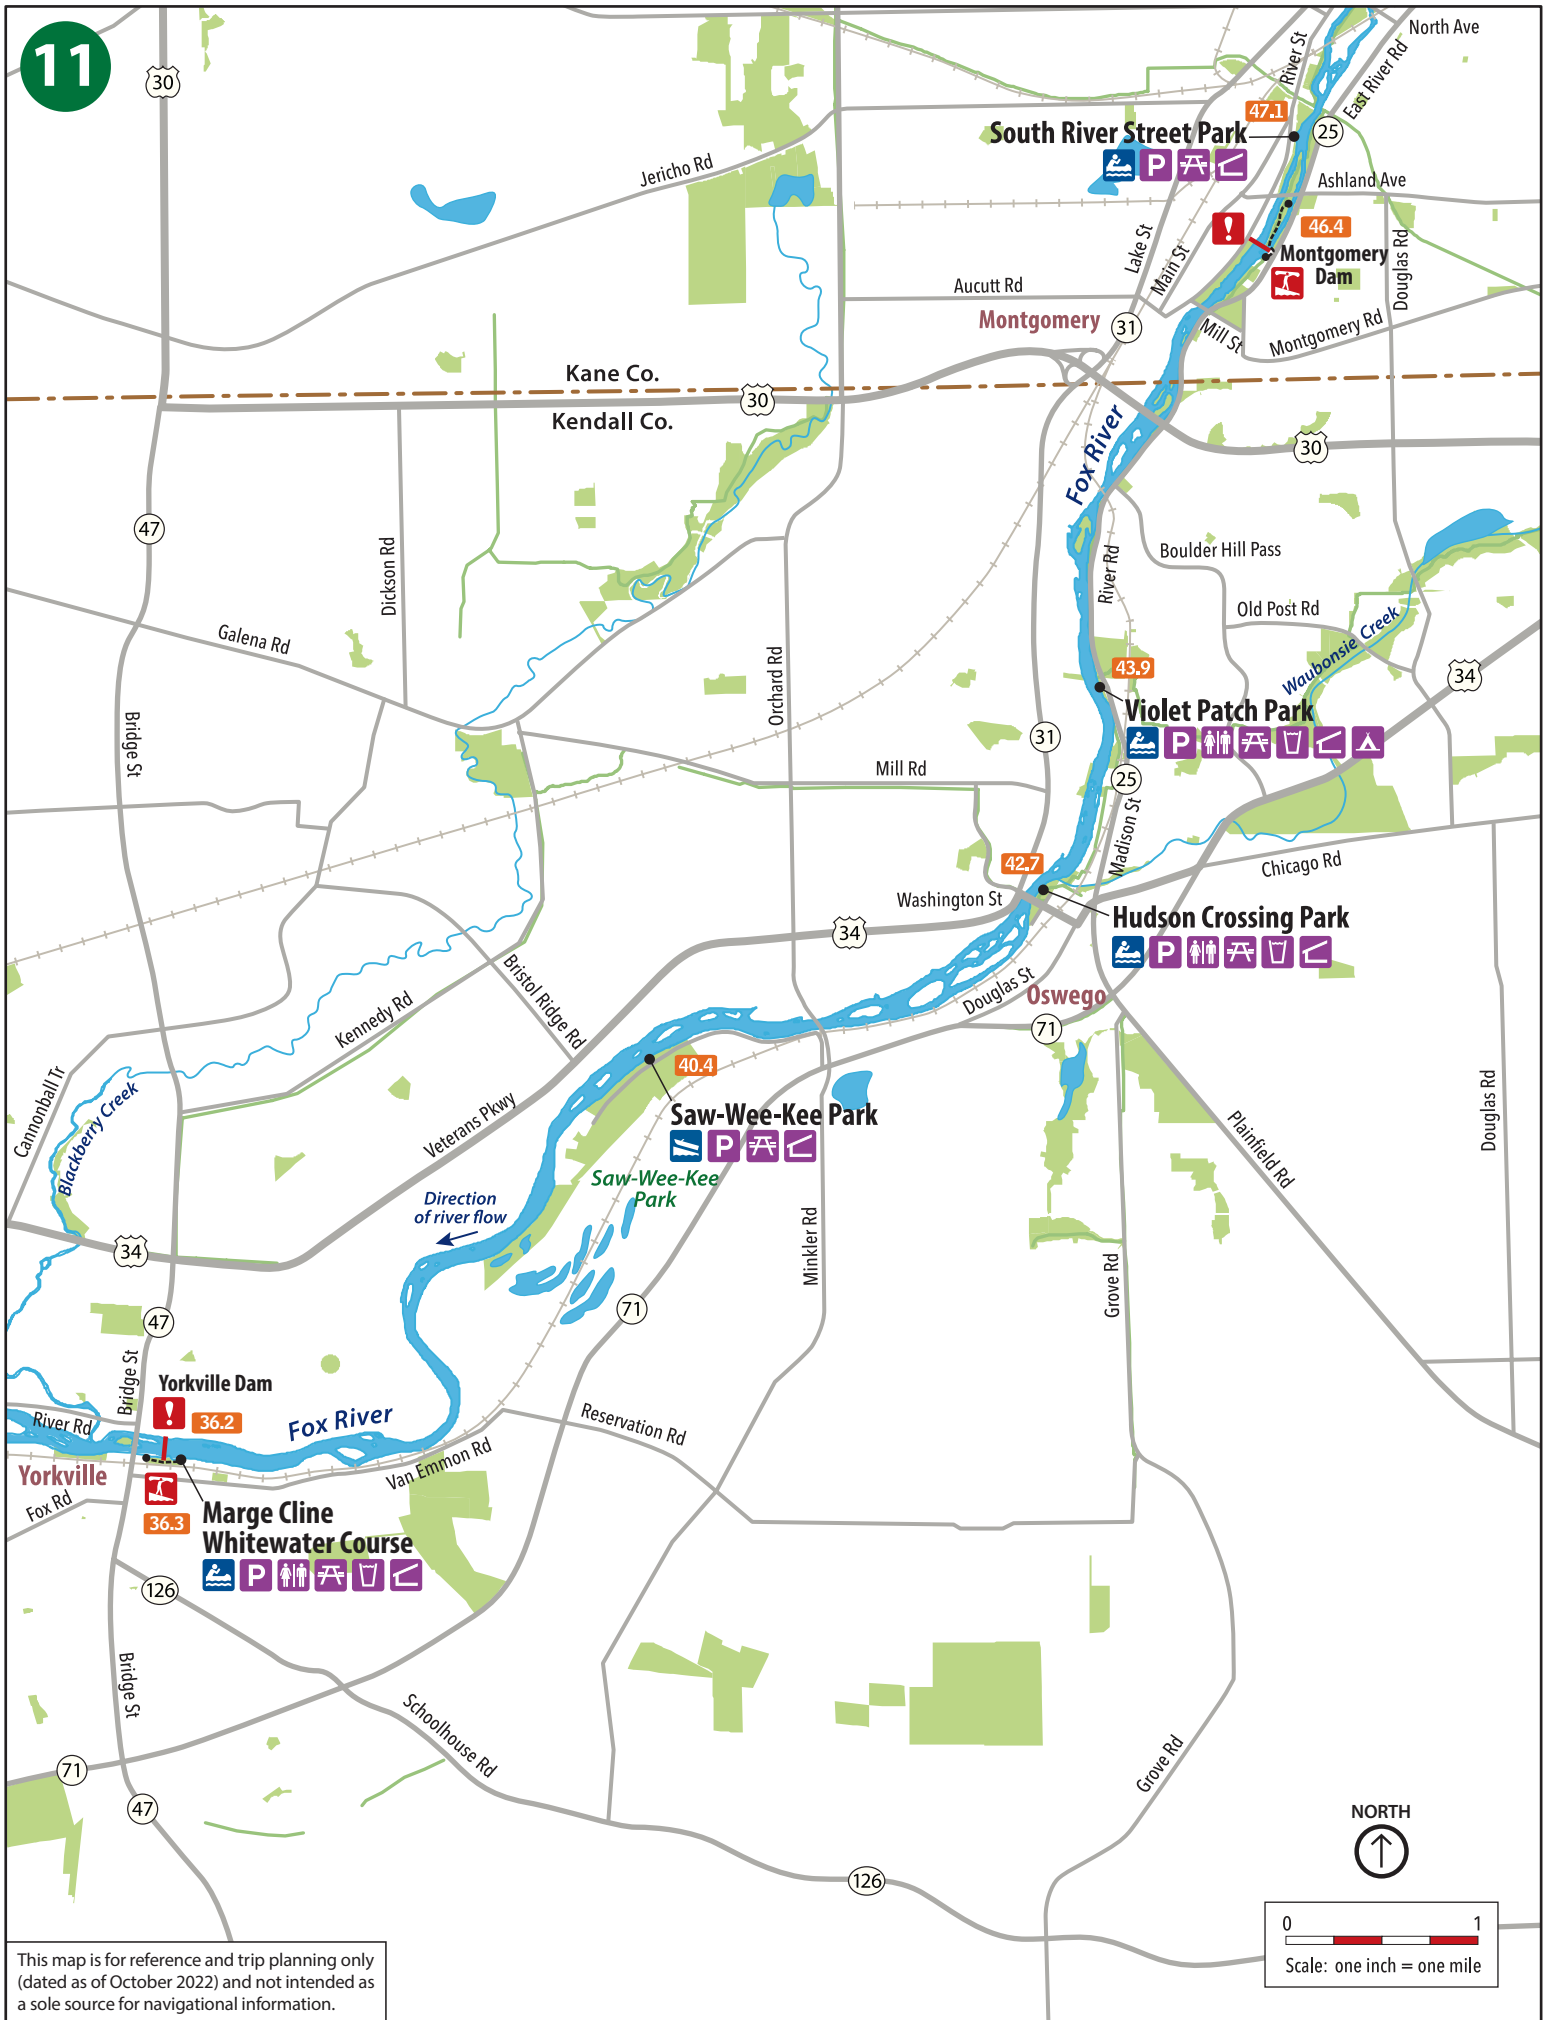 11
30
North Ave
River St
East River Rd
47.1
South River Street Park
25
P
Jericho Rd
Ashland Ave
46.4
!
Montgomery
Dam
Douglas Rd
Lake St
Main St
Aucutt Rd
Montgomery
31
Mill St
Montgomery Rd
Kane Co.
30
Kendall Co.
Fox River
30
47
Dickson Rd
Boulder Hill Pass
River Rd
Old Post Rd
Galena Rd
Waubonsie Creek
Orchard Rd
43.9
34
Violet Patch Park
P
Bridge St
31
Mill Rd
25
Madison St
42.7
Chicago Rd
Washington St
Hudson Crossing Park
P
34
Bristol Ridge Rd
Douglas St
Oswego
Kennedy Rd
71
40.4
Cannonball Tr
Blackberry Creek
Veterans Pkwy
Saw-Wee-Kee Park
P
Plainfield Rd
Douglas Rd
Saw-Wee-Kee
Park
Direction
of river flow
Minkler Rd
34
Grove Rd
71
47
Bridge St
Yorkville Dam
!
36.2
River Rd
Fox River
Reservation Rd
Van Emmon Rd
Yorkville
Fox Rd
36.3
Marge Cline
Whitewater Course
P
126
Bridge St
Schoolhouse Rd
Grove Rd
71
47
NORTH
126
0 1
Scale: one inch = one mile
This map is for reference and trip planning only
(dated as of October 2022) and not intended as
a sole source for navigational information.